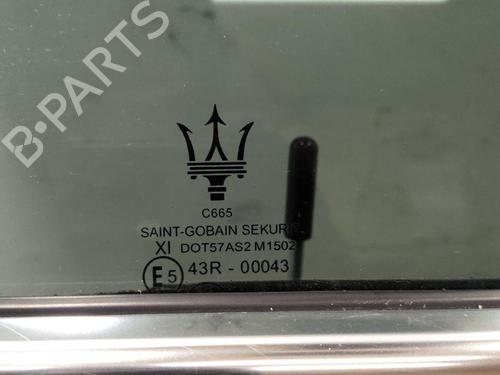 B-PARTS
C665
SAINT-GOBAIN SEKURIT
XI DOT57AS2 M1502
E5 43R - 00043